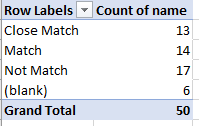 Row Labels Count of name
Close Match 13
Match 14
Not Match 17
(blank) 6
Grand Total 50